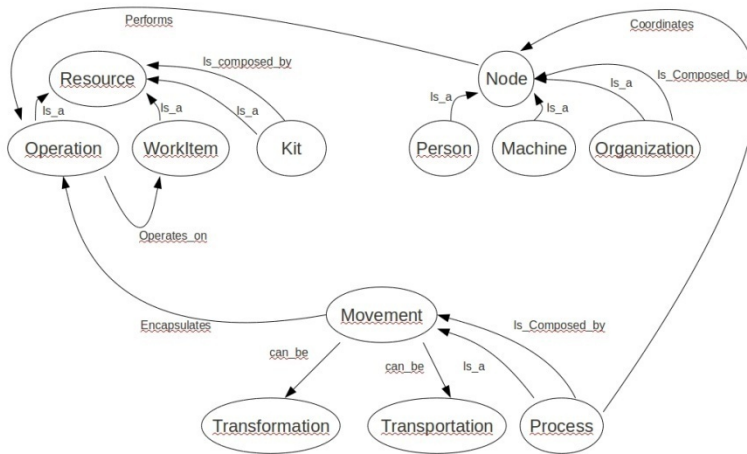 Performs
Coordinates
Is_composed_by
Resource
Node
Is_Composed_by
Is_a
Is_a
Is_a
Is_a
Is_a
Is_a
Operation
WorkItem
Kit
Person
Machine
Organization
Operates_on
Movement
Encapsulates
Is_Composed_by
can_be
can_be
Is_a
Transformation
Transportation
Process